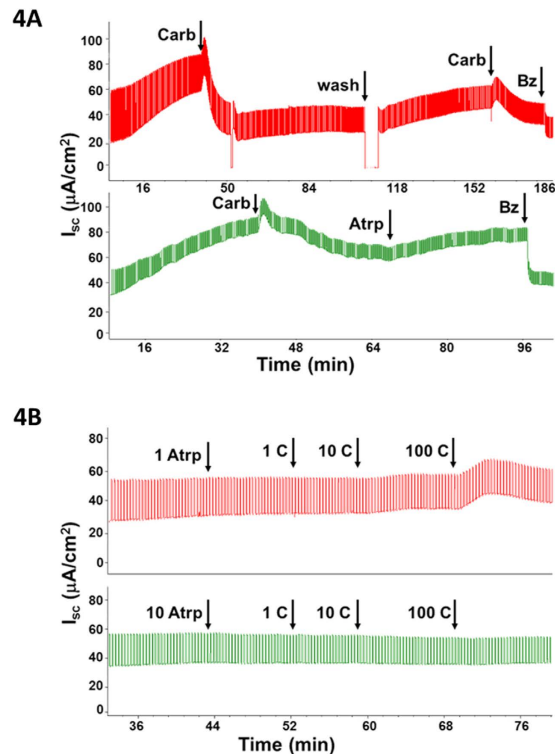 4A
100
80
60
40
20
0
Carb
wash
Carb
Bz
16 50 84 118 152 186
Isc (μA/cm²)
100
80
60
40
20
0
Carb
Atrp
Bz
16 32 48 64 80 96
Time (min)
4B
80
60
40
20
0
1 Atrp 1 C 10 C 100 C
Isc (μA/cm²)
80
60
40
20
0
10 Atrp 1 C 10 C 100 C
36 44 52 60 68 76
Time (min)